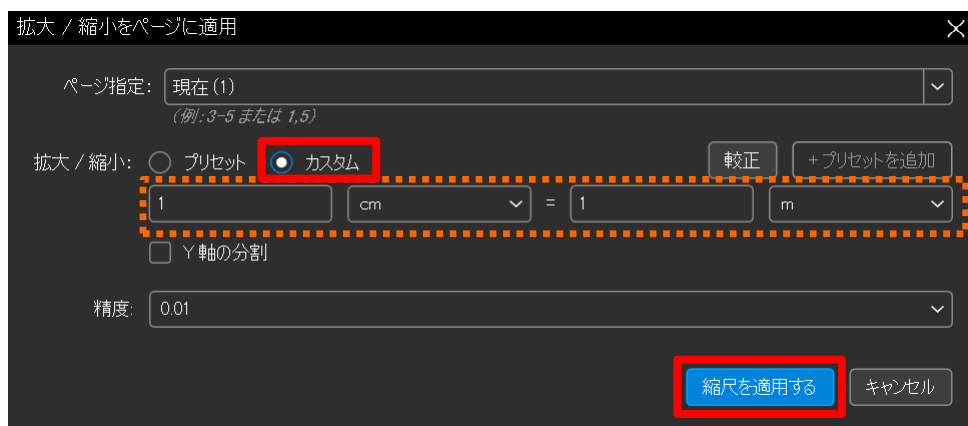 拡大 / 縮小をページに適用
ページ指定: 現在 (1)
(例: 3-5 または 1,5)
拡大 / 縮小: プリセット カスタム 較正 +プリセットを追加
1 cm = 1 m
Y 軸の分割
精度: 0.01
縮尺を適用する キャンセル